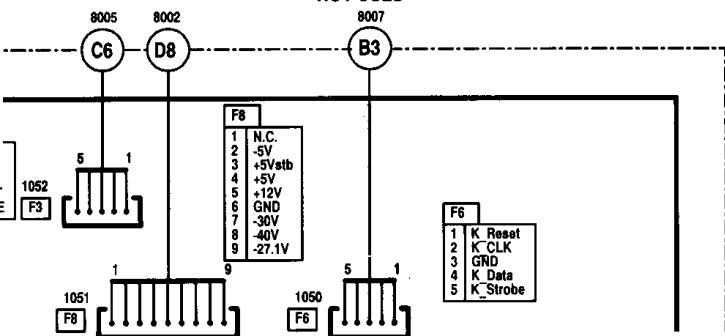 8005 8002 8007
C6 D8 B3
F8
1 N.C.
2 -5V
3 +5Vstb
4 +5V
5 +12V
6 GND
7 -30V
8 -40V
9 -27.1V
5 1
1052
F3
E
F6
1 K_Reset
2 K_CLK
3 GND
4 K_Data
5 K_Strobe
1 9
1051
F8
5 1
1050
F6